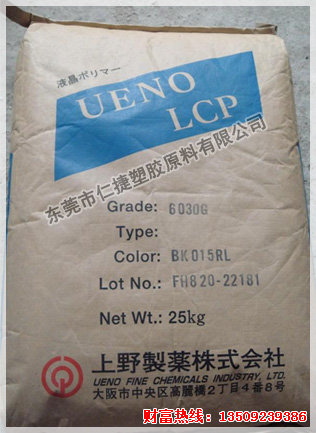 液晶ポリマー
UENO
LCP
东莞市仁捷塑胶原料有限公司
Grade: 6030G
Type:
Color: BK015RL
Lot No.: FH820-22181
Net Wt.: 25kg
上野製薬株式会社
UENO FINE CHEMICALS INDUSTRY, LTD.
大阪市中央区高麗橋2丁目4番8号
财富热线：13509239386